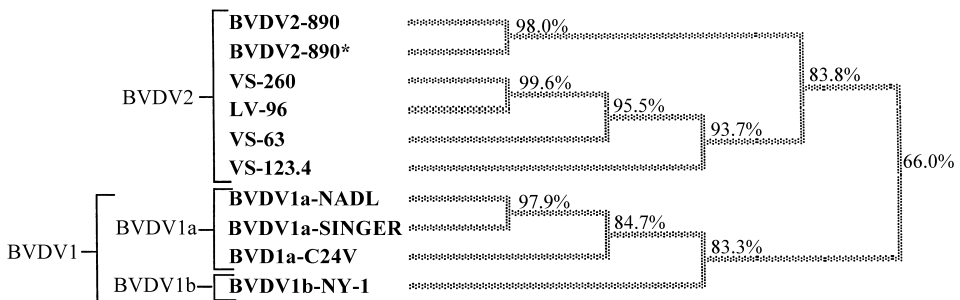 BVDV2-890
98.0%
BVDV2-890*
VS-260
99.6%
83.8%
BVDV2
LV-96
95.5%
VS-63
93.7%
VS-123.4
66.0%
BVDV1a-NADL
97.9%
BVDV1a
BVDV1a-SINGER
84.7%
BVDV1
BVD1a-C24V
83.3%
BVDV1b
BVDV1b-NY-1